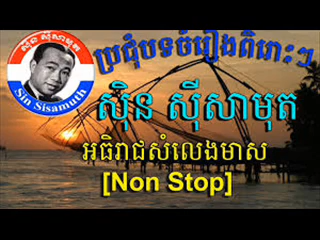 ស៊ិន ស៊ីសាមុត
Sin Sisamuth
ប្រជុំបទចំរៀងពិរោះៗ
ស៊ិន ស៊ីសាមុត
អធិរាជសំលេងមាស
[Non Stop]